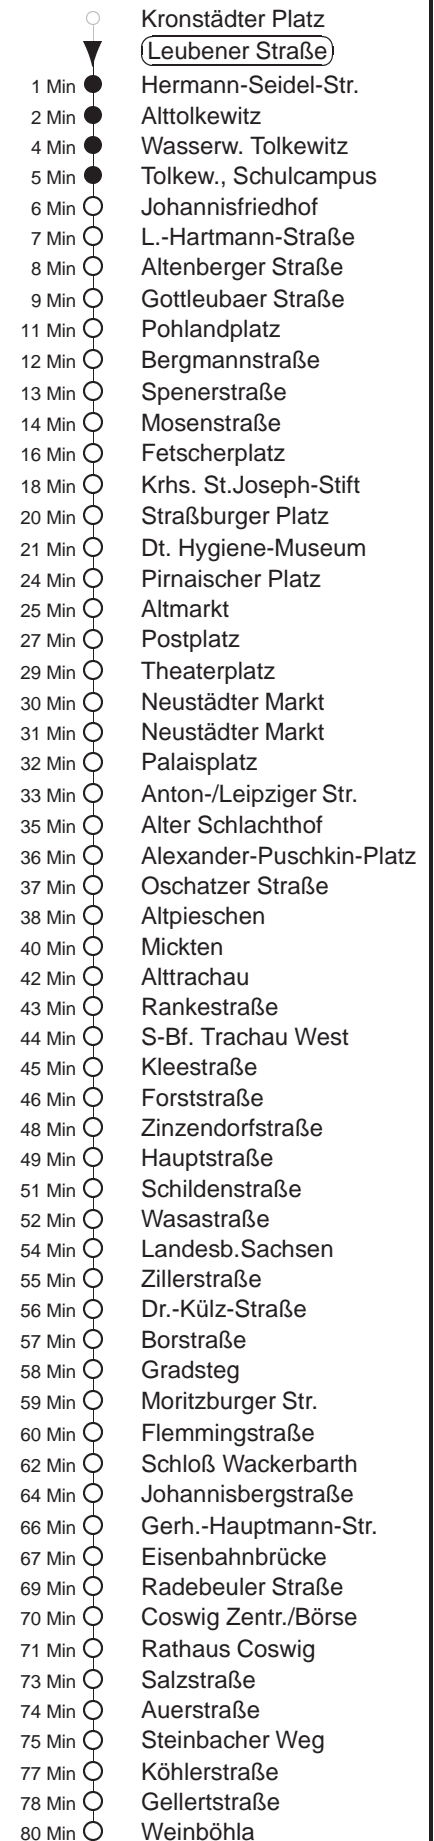 Kronstädter Platz
Leubener Straße
1 Min Hermann-Seidel-Str.
2 Min Alttolkewitz
4 Min Wasserw. Tolkewitz
5 Min Tolkew., Schulcampus
6 Min Johannisfriedhof
7 Min L.-Hartmann-Straße
8 Min Altenberger Straße
9 Min Gottleubaer Straße
11 Min Pohlandplatz
12 Min Bergmannstraße
13 Min Spenerstraße
14 Min Mosenstraße
16 Min Fetscherplatz
18 Min Krhs. St.Joseph-Stift
20 Min Straßburger Platz
21 Min Dt. Hygiene-Museum
24 Min Pirnaischer Platz
25 Min Altmarkt
27 Min Postplatz
29 Min Theaterplatz
30 Min Neustädter Markt
31 Min Neustädter Markt
32 Min Palaisplatz
33 Min Anton-/Leipziger Str.
35 Min Alter Schlachthof
36 Min Alexander-Puschkin-Platz
37 Min Oschatzer Straße
38 Min Altpieschen
40 Min Mickten
42 Min Alttrachau
43 Min Rankestraße
44 Min S-Bf. Trachau West
45 Min Kleestraße
46 Min Forststraße
48 Min Zinzendorfstraße
49 Min Hauptstraße
51 Min Schildenstraße
52 Min Wasastraße
54 Min Landesb.Sachsen
55 Min Zillerstraße
56 Min Dr.-Külz-Straße
57 Min Borstraße
58 Min Gradsteg
59 Min Moritzburger Str.
60 Min Flemmingstraße
62 Min Schloß Wackerbarth
64 Min Johannisbergstraße
66 Min Gerh.-Hauptmann-Str.
67 Min Eisenbahnbrücke
69 Min Radebeuler Straße
70 Min Coswig Zentr./Börse
71 Min Rathaus Coswig
73 Min Salzstraße
74 Min Auerstraße
75 Min Steinbacher Weg
77 Min Köhlerstraße
78 Min Gellertstraße
80 Min Weinböhla